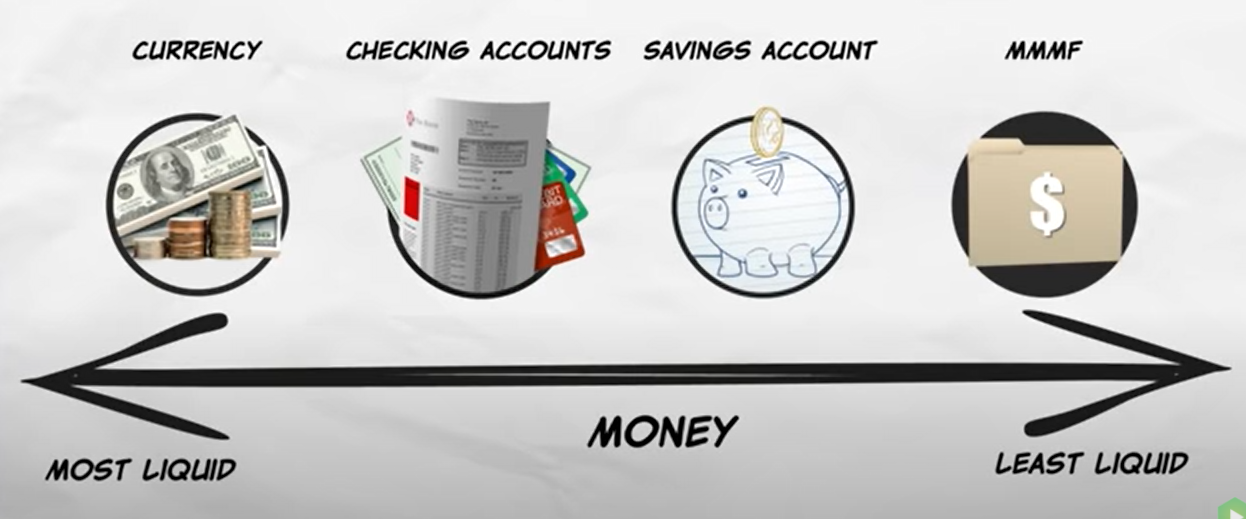 CURRENCY
CHECKING ACCOUNTS
SAVINGS ACCOUNT
MMMF
MONEY
MOST LIQUID
LEAST LIQUID